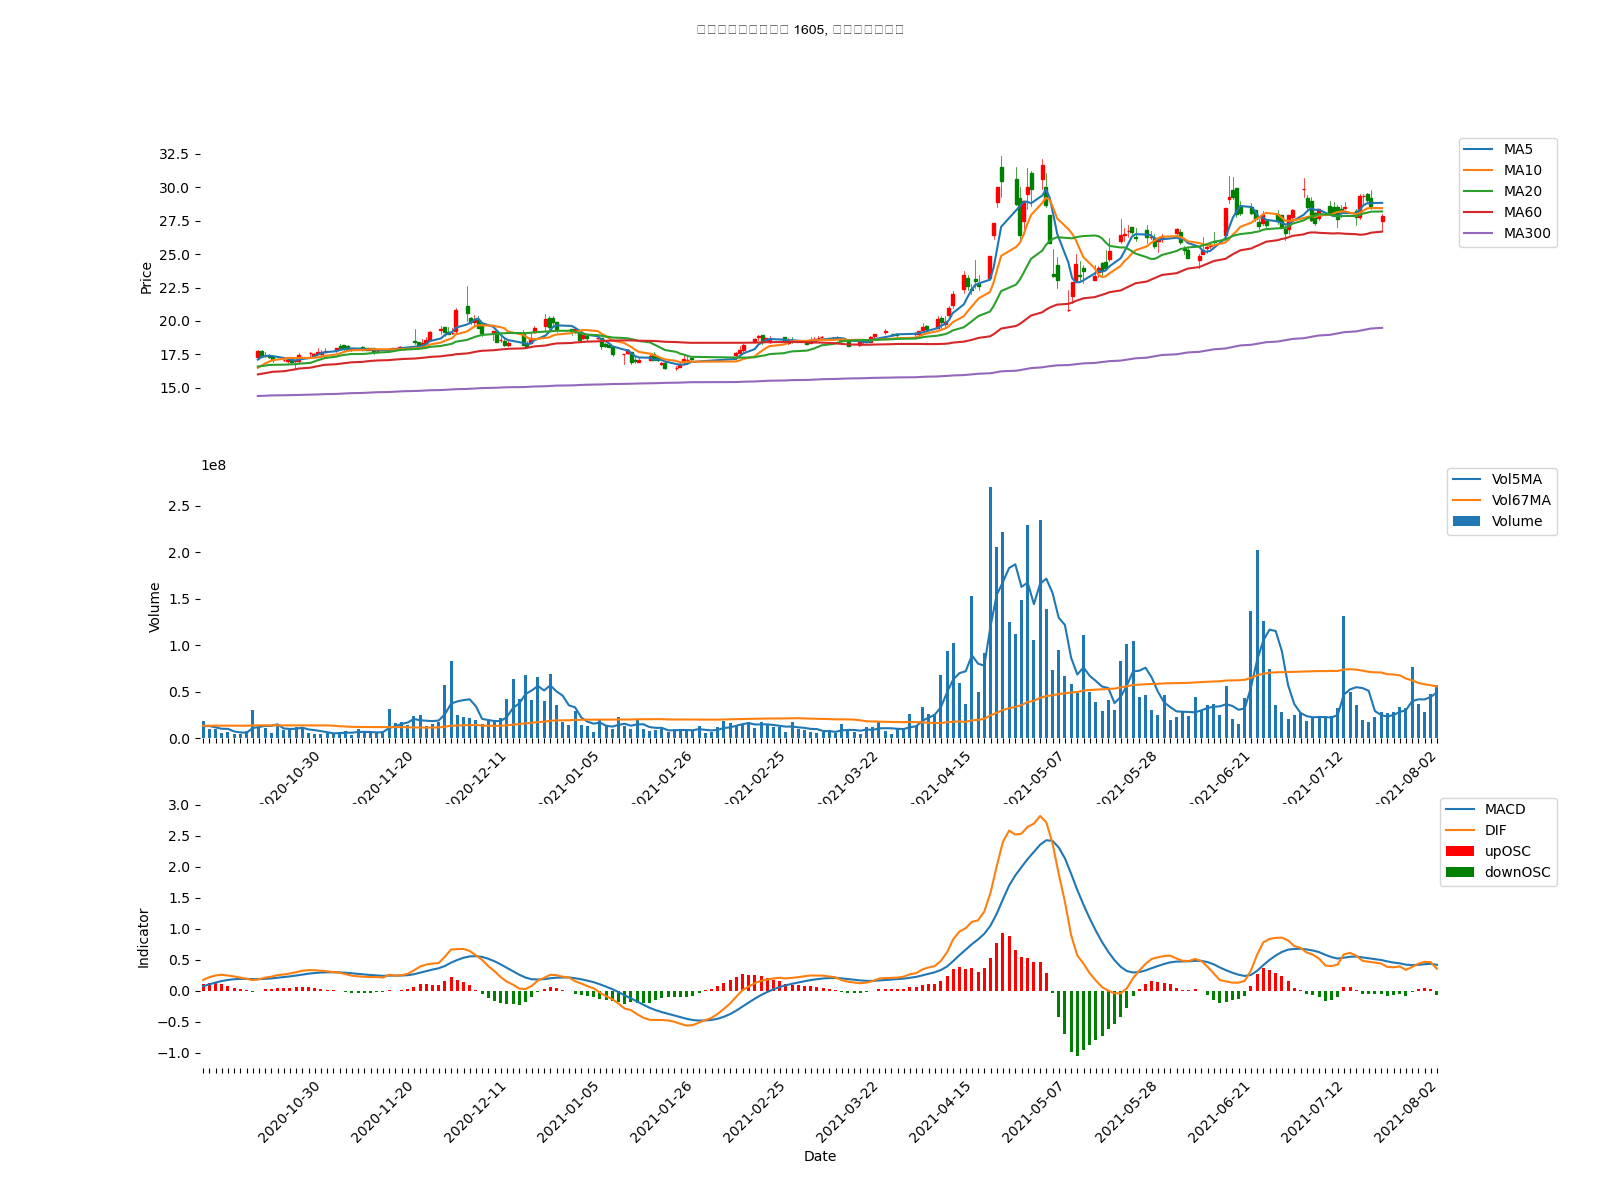 1605,
32.5
30.0
27.5
25.0
22.5
20.0
17.5
15.0
Price
MA5
MA10
MA20
MA60
MA300
1e8
2.5
2.0
1.5
1.0
0.5
0.0
Volume
Vol5MA
Vol67MA
Volume
2020-10-30
2020-11-20
2020-12-11
2021-01-05
2021-01-26
2021-02-25
2021-03-22
2021-04-15
2021-05-07
2021-05-28
2021-06-21
2021-07-12
2021-08-02
3.0
2.5
2.0
1.5
1.0
0.5
0.0
−0.5
−1.0
Indicator
MACD
DIF
upOSC
downOSC
2020-10-30
2020-11-20
2020-12-11
2021-01-05
2021-01-26
2021-02-25
2021-03-22
2021-04-15
2021-05-07
2021-05-28
2021-06-21
2021-07-12
2021-08-02
Date